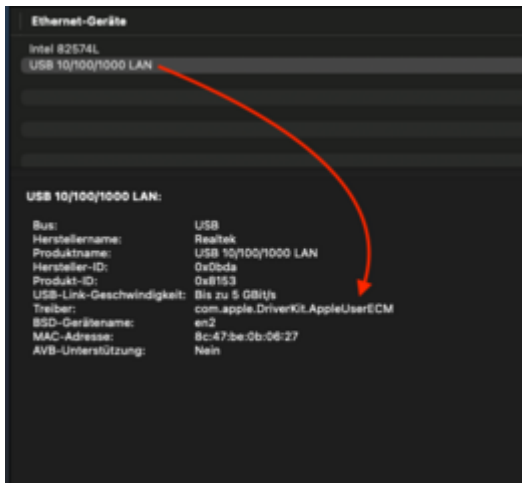 Ethernet-Geräte
Intel 82574L
USB 10/100/1000 LAN
USB 10/100/1000 LAN:
Bus: USB
Herstellername: Realtek
Produktname: USB 10/100/1000 LAN
Hersteller-ID: 0x0bda
Produkt-ID: 0x8153
USB-Link-Geschwindigkeit: Bis zu 5 GBit/s
Treiber: com.apple.DriverKit.AppleUserECM
BSD-Gerätename: en2
MAC-Adresse: 8c:47:be:0b:06:27
AVB-Unterstützung: Nein